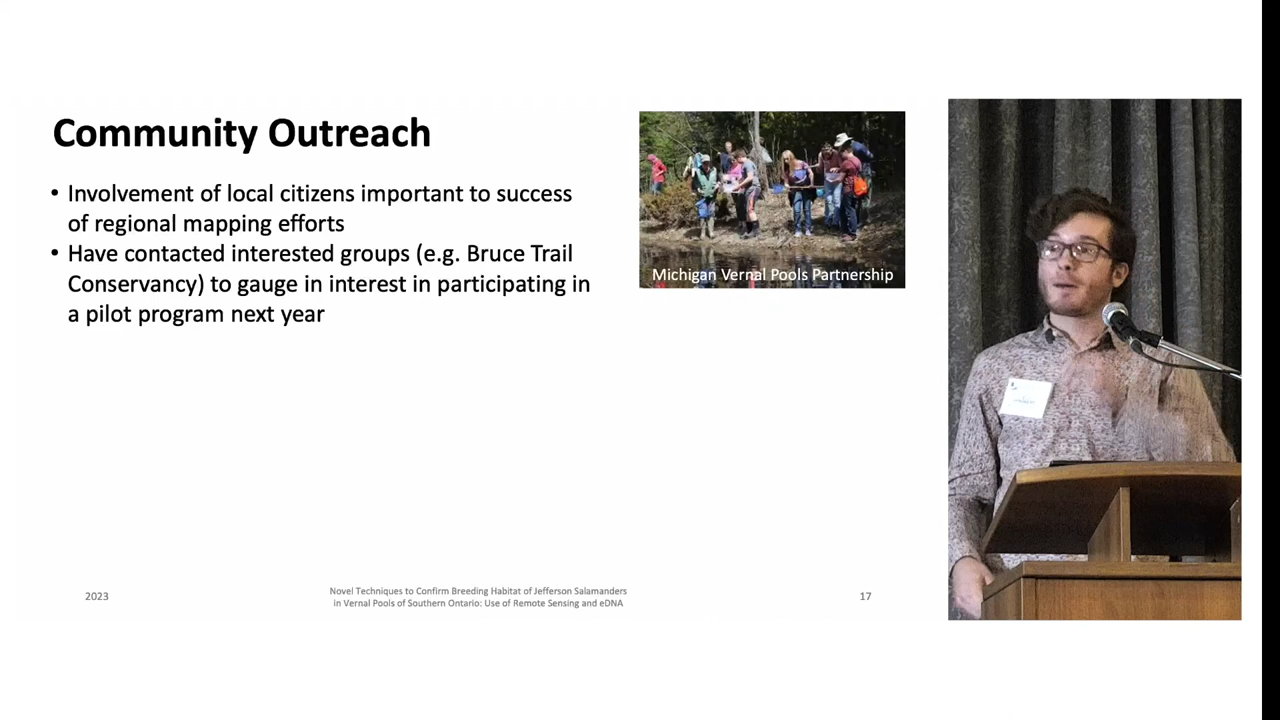 Community Outreach
• Involvement of local citizens important to success
of regional mapping efforts
• Have contacted interested groups (e.g. Bruce Trail
Conservancy) to gauge in interest in participating in
a pilot program next year
Michigan Vernal Pools Partnership
2023
Novel Techniques to Confirm Breeding Habitat of Jefferson Salamanders
in Vernal Pools of Southern Ontario: Use of Remote Sensing and eDNA
17